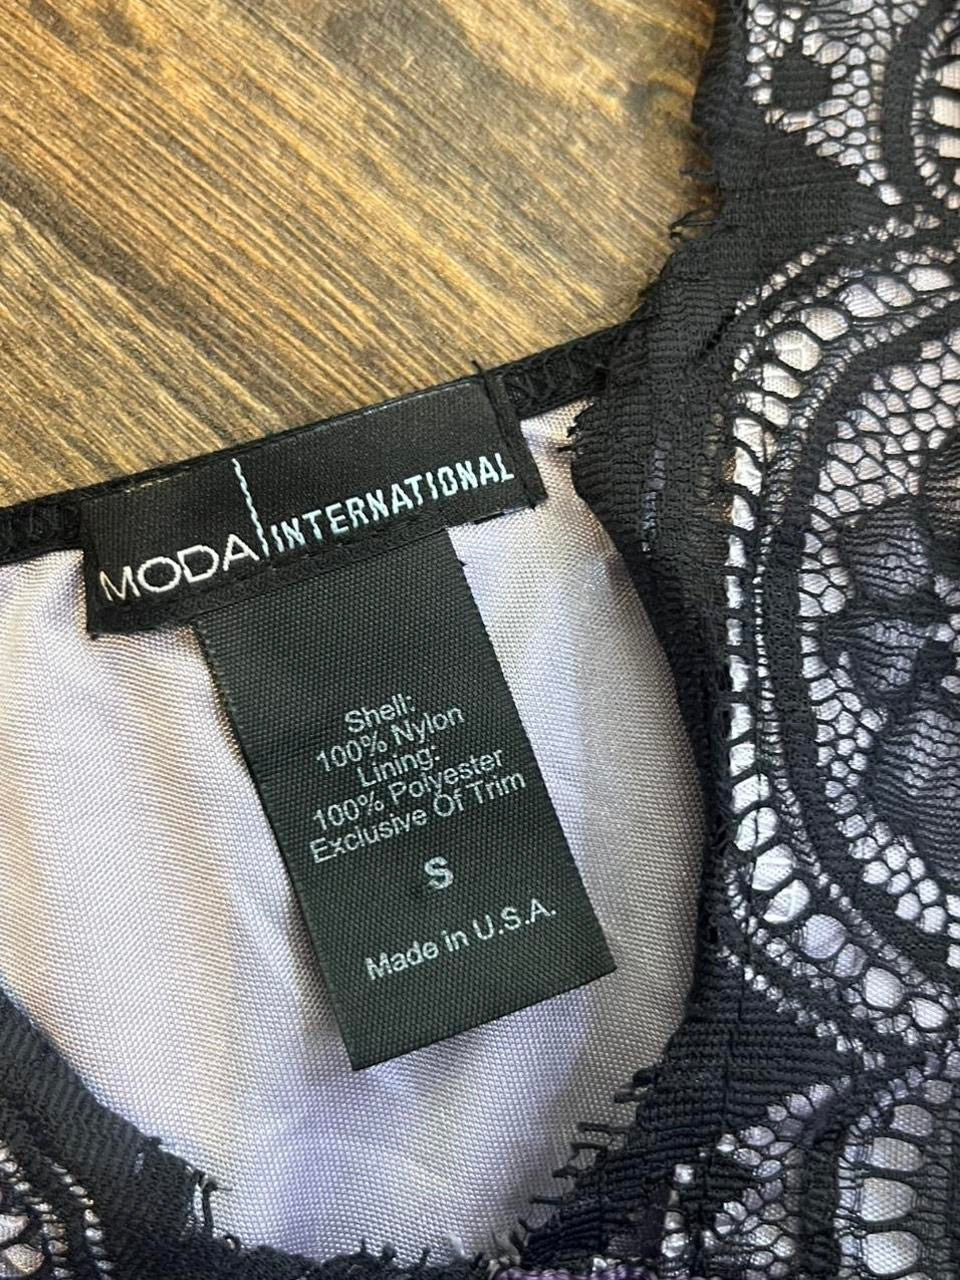 MODA INTERNATIONAL
Shell:
100% Nylon
Lining:
100% Polyester
Exclusive Of Trim
S
Made in U.S.A.